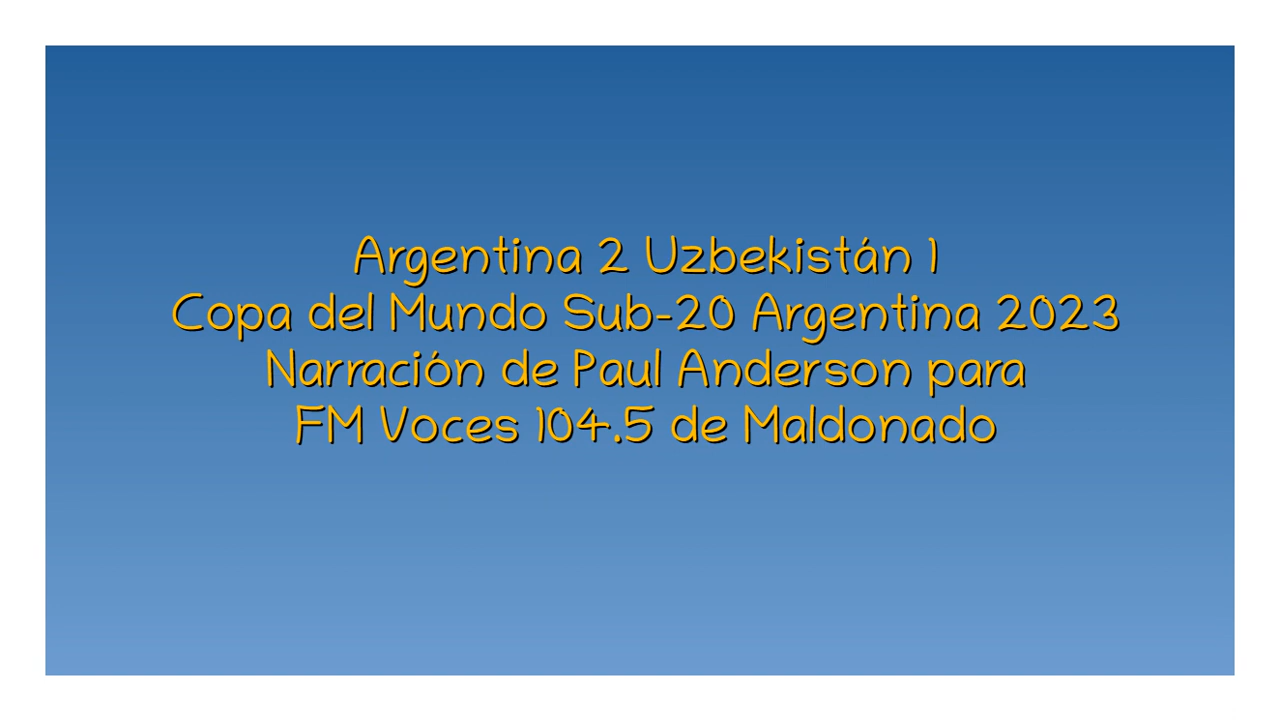 Argentina 2 Uzbekistán 1
Copa del Mundo Sub-20 Argentina 2023
Narración de Paul Anderson para
FM Voces 104.5 de Maldonado